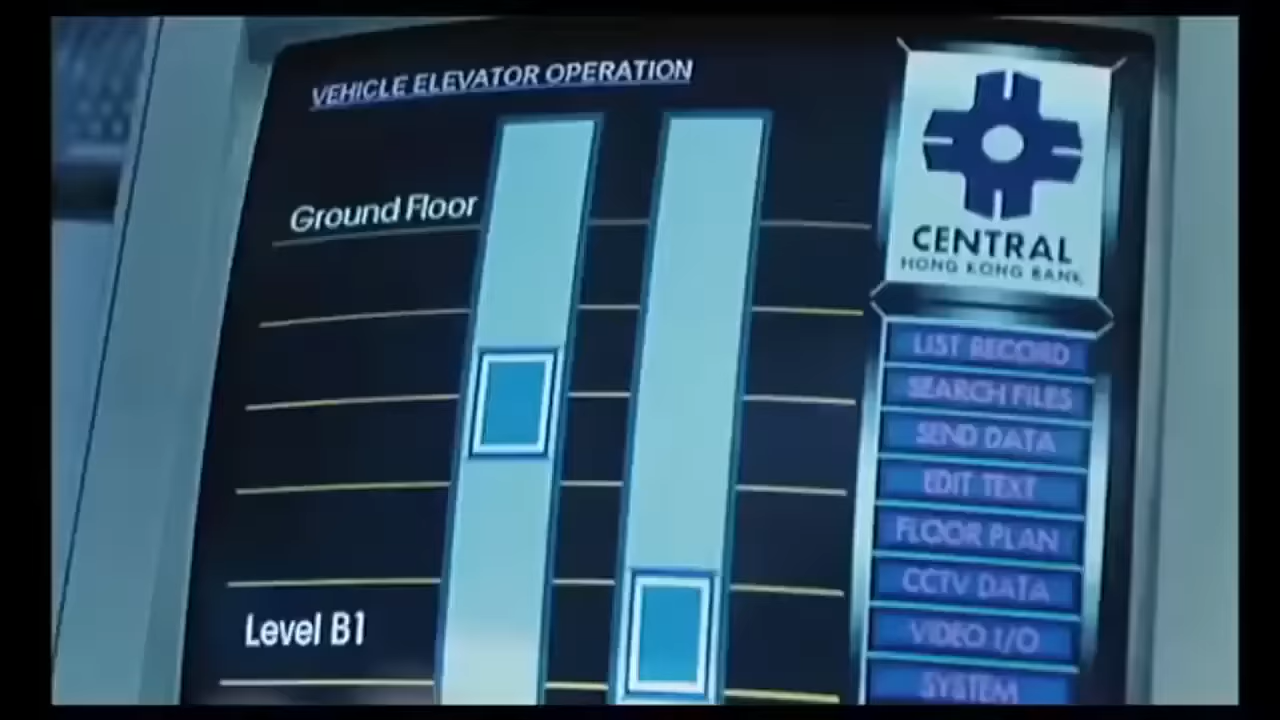 VEHICLE ELEVATOR OPERATION
Ground Floor
Level B1
CENTRAL
HONG KONG BANK
LIST RECORD
SEARCH FILES
SEND DATA
EDIT TEXT
FLOOR PLAN
CCTV DATA
VIDEO I/O
SYSTEM